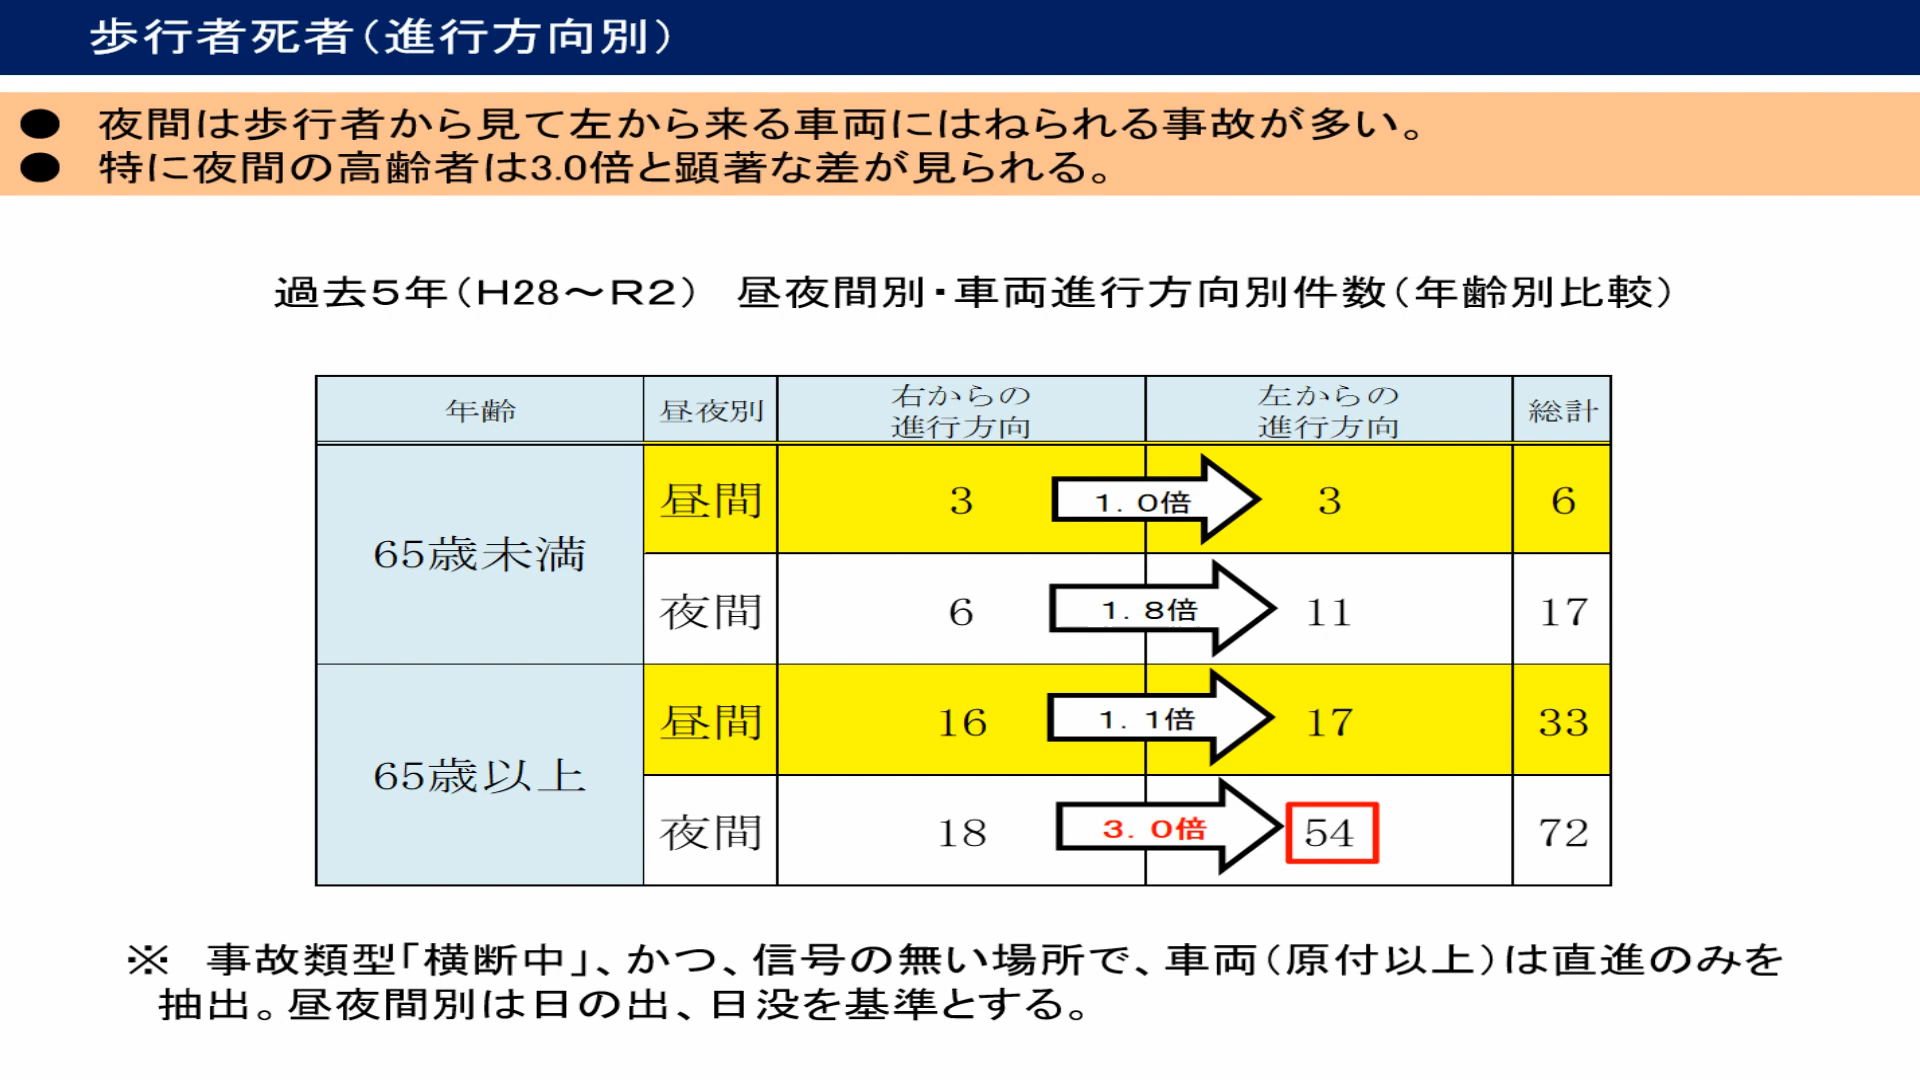 歩行者死者（進行方向別）
● 夜間は歩行者から見て左から来る車両にはねられる事故が多い。
● 特に夜間の高齢者は3.0倍と顕著な差が見られる。
過去５年（H28～R２） 昼夜間別・車両進行方向別件数（年齢別比較）
年齢 昼夜別 右からの進行方向 左からの進行方向 総計
65歳未満 昼間 3 1.0倍 3 6
夜間 6 1.8倍 11 17
65歳以上 昼間 16 1.1倍 17 33
夜間 18 3.0倍 54 72
※ 事故類型「横断中」、かつ、信号の無い場所で、車両（原付以上）は直進のみを
抽出。昼夜間別は日の出、日没を基準とする。